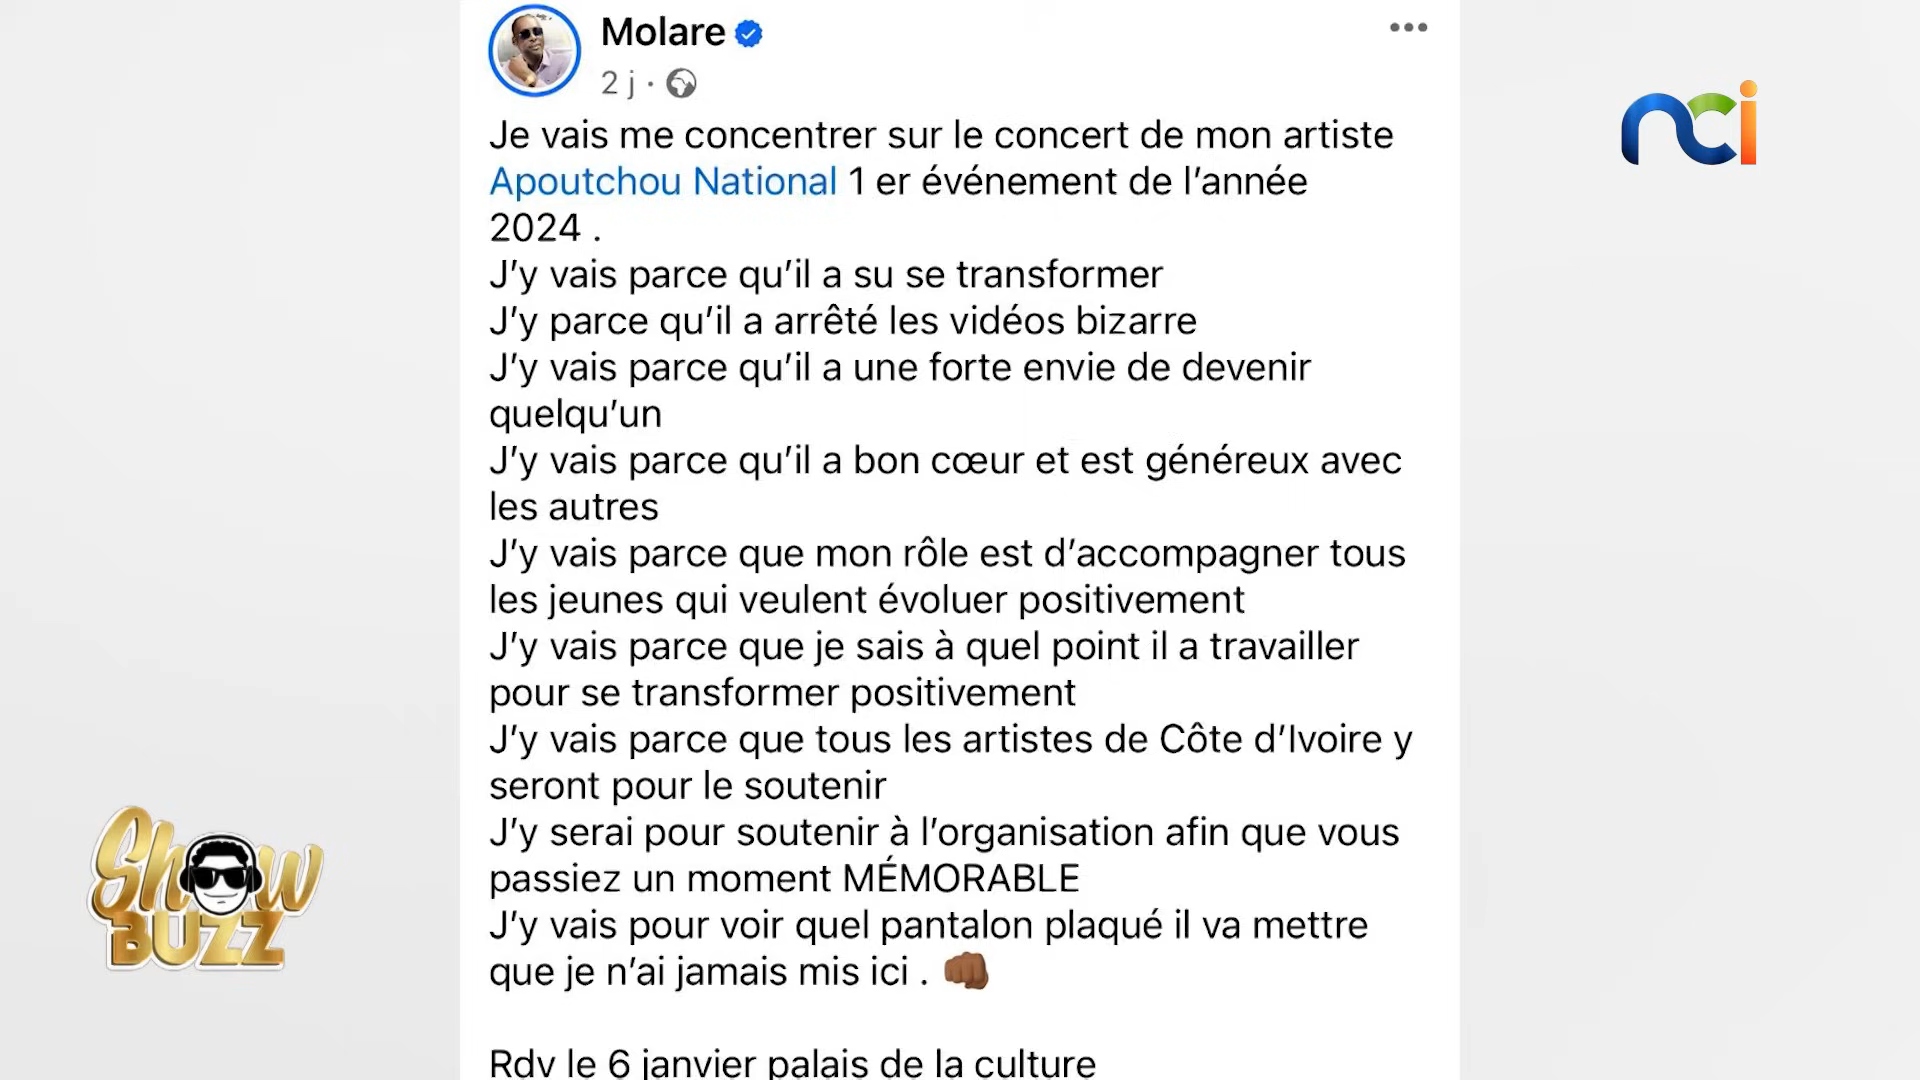 Molare
2 j ·
Je vais me concentrer sur le concert de mon artiste
Apoutchou National 1 er événement de l’année
2024 .
J’y vais parce qu’il a su se transformer
J’y parce qu’il a arrêté les vidéos bizarre
J’y vais parce qu’il a une forte envie de devenir
quelqu’un
J’y vais parce qu’il a bon cœur et est généreux avec
les autres
J’y vais parce que mon rôle est d’accompagner tous
les jeunes qui veulent évoluer positivement
J’y vais parce que je sais à quel point il a travailler
pour se transformer positivement
J’y vais parce que tous les artistes de Côte d’Ivoire y
seront pour le soutenir
J’y serai pour soutenir à l’organisation afin que vous
passiez un moment MÉMORABLE
J’y vais pour voir quel pantalon plaqué il va mettre
que je n’ai jamais mis ici . 👊🏾
Rdv le 6 janvier palais de la culture
nci
Show
BUZZ